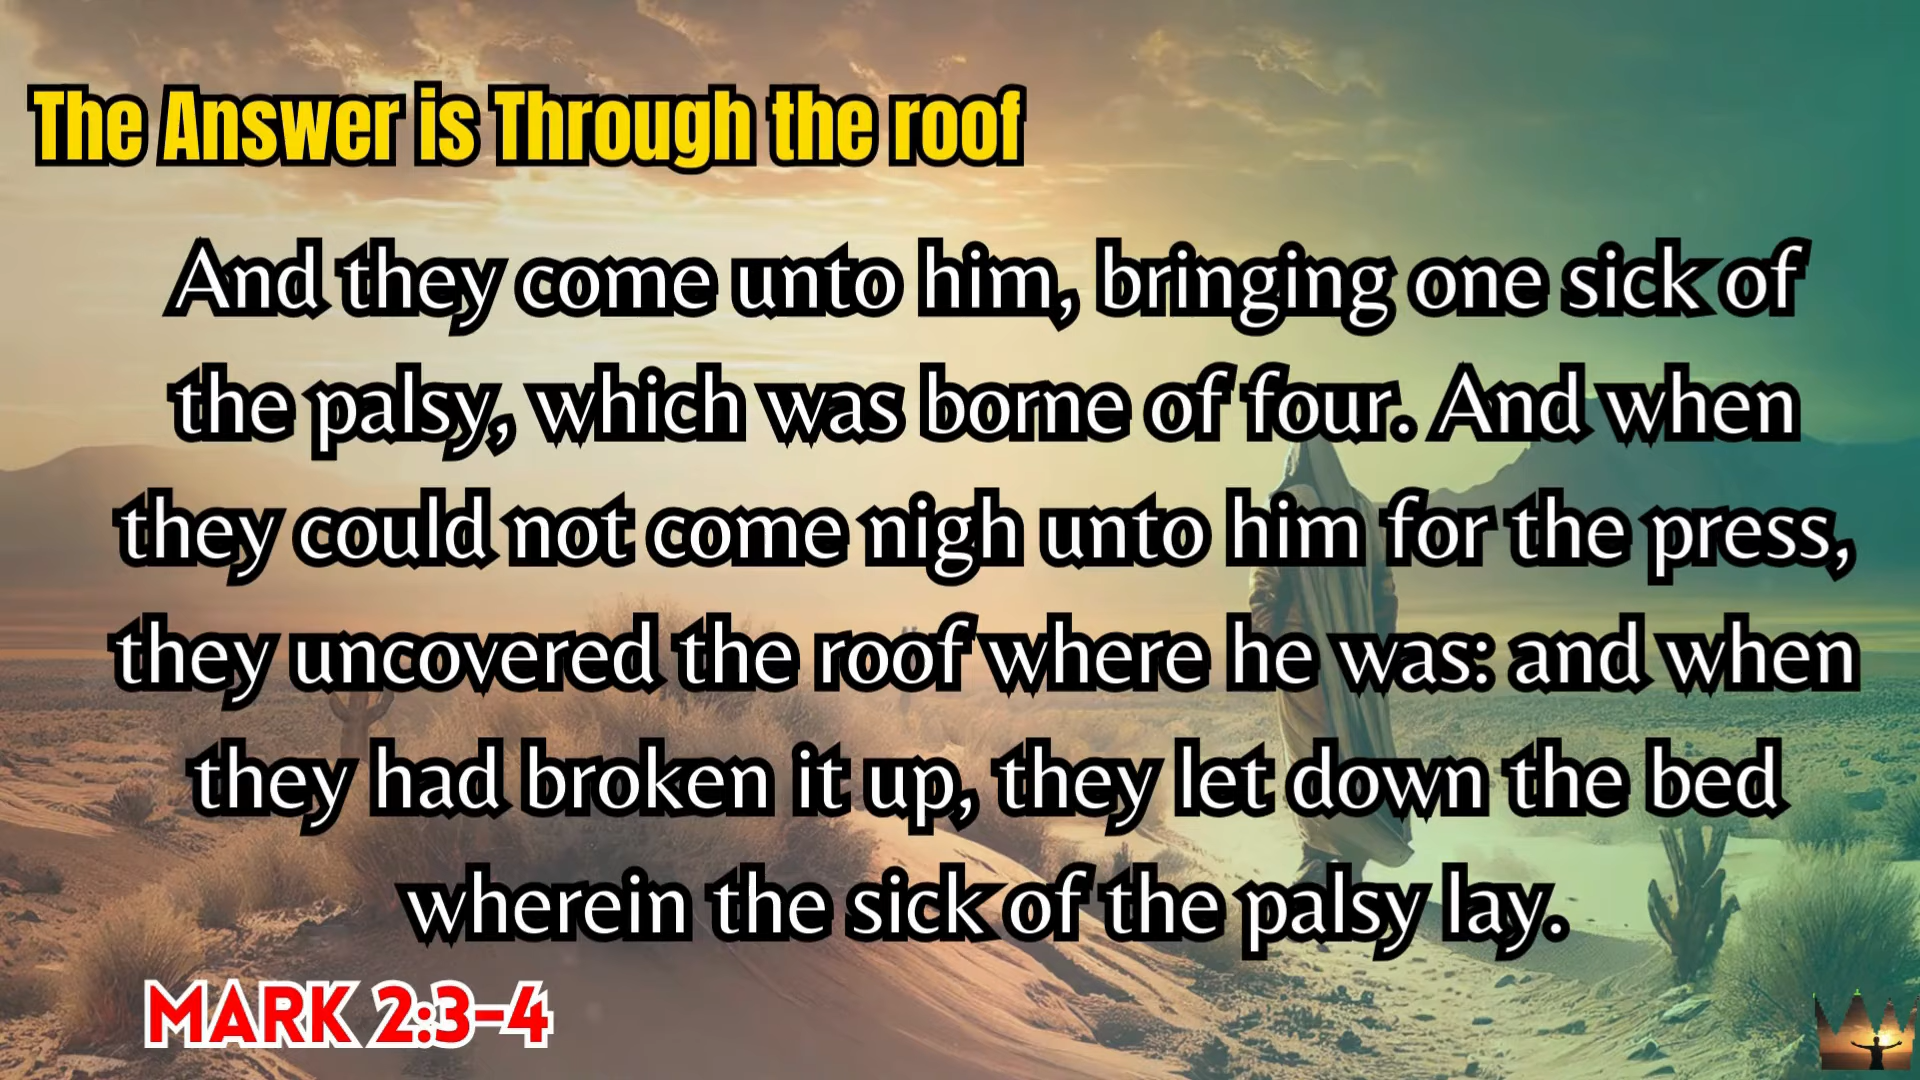 The Answer is Through the roof
And they come unto him, bringing one sick of
the palsy, which was borne of four. And when
they could not come nigh unto him for the press,
they uncovered the roof where he was: and when
they had broken it up, they let down the bed
wherein the sick of the palsy lay.
MARK 2:3-4